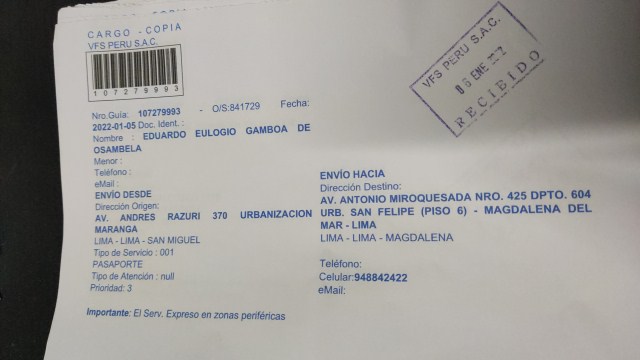 CARGO - COPIA
VFS PERU S.A.C.
107279993
Nro.Guía: 107279993 - O/S:841729 Fecha:
2022-01-05 Doc. Ident. :
Nombre : EDUARDO EULOGIO GAMBOA DE
OSAMBELA
Menor :
Teléfono :
eMail :
ENVÍO DESDE
Dirección Origen:
AV. ANDRES RAZURI 370 URBANIZACION
MARANGA
LIMA - LIMA - SAN MIGUEL
Tipo de Servicio : 001
PASAPORTE
Tipo de Atención : null
Prioridad: 3
Importante: El Serv. Expreso en zonas periféricas
VFS PERU S.A.C.
06 ENE
RECIBIDO
ENVÍO HACIA
Dirección Destino:
AV. ANTONIO MIROQUESADA NRO. 425 DPTO. 604
URB. SAN FELIPE (PISO 6) - MAGDALENA DEL
MAR - LIMA
LIMA - LIMA - MAGDALENA
Teléfono:
Celular:948842422
eMail: